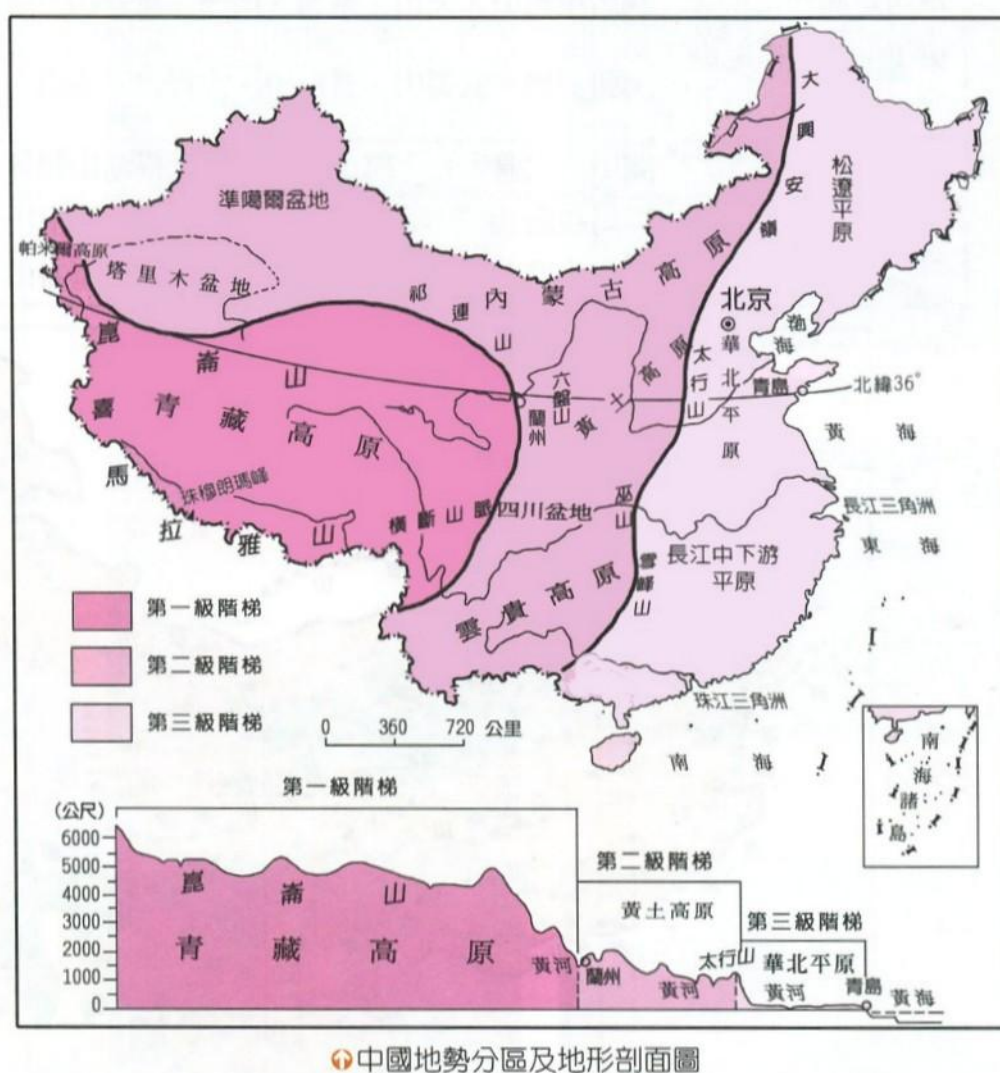 大興安嶺
松遼平原
準噶爾盆地
帕米爾高原
塔里木盆地
內蒙古高原
祁連山
北京
渤海
崑崙山
太行山
華北平原
青島
北緯36°
六盤山
黃土高原
蘭州
喜馬拉雅山
青藏高原
黃海
珠穆朗瑪峰
橫斷山脈
四川盆地
巫山
長江三角洲
東海
長江中下游
平原
雪峰山
雲貴高原
第一級階梯
第二級階梯
第三級階梯
珠江三角洲
0 360 720 公里
南海
南海諸島
第一級階梯
(公尺)
6000
5000
4000
3000
2000
1000
0
崑崙山
青藏高原
第二級階梯
黃土高原
第三級階梯
太行山
華北平原
黃河
蘭州
黃河
黃河
青島
黃海
中國地勢分區及地形剖面圖